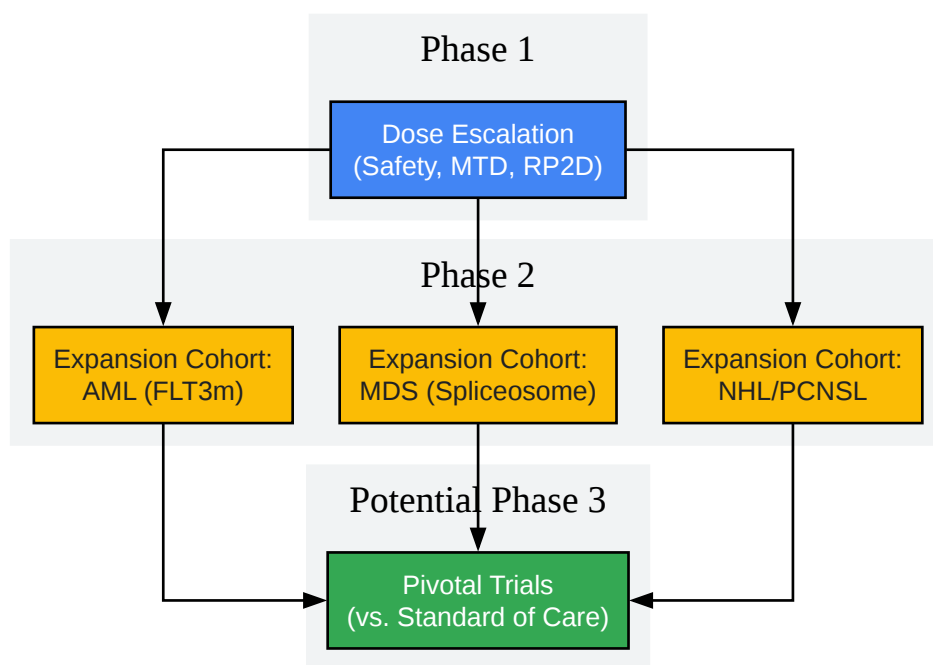 Phase 1
Dose Escalation
(Safety, MTD, RP2D)
Phase 2
Expansion Cohort:
AML (FLT3m)
Expansion Cohort:
MDS (Spliceosome)
Expansion Cohort:
NHL/PCNSL
Potential Phase 3
Pivotal Trials
(vs. Standard of Care)